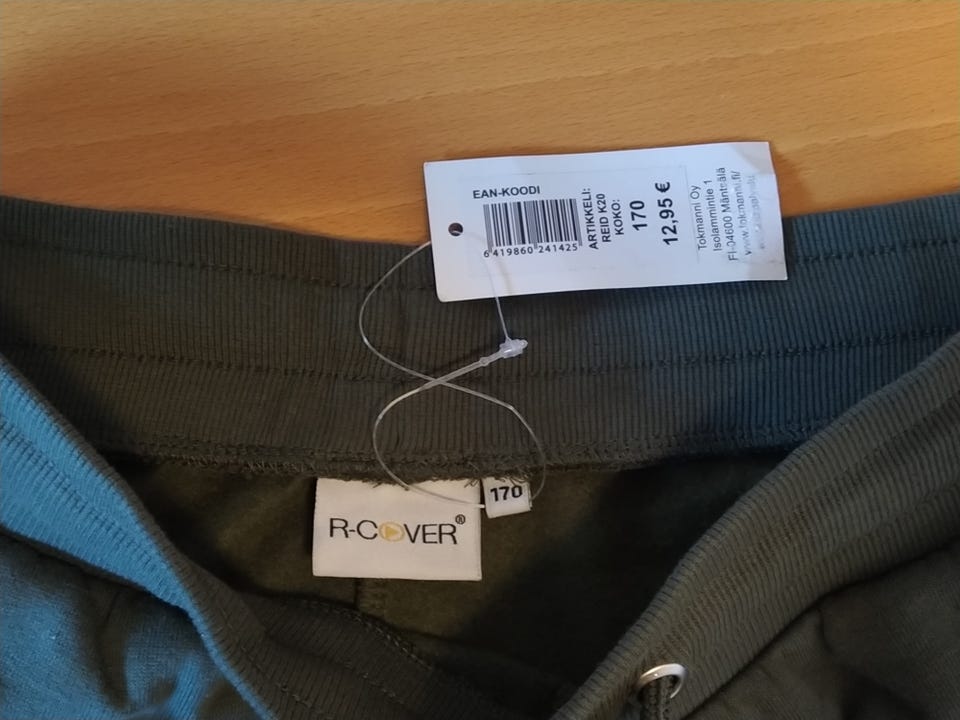 EAN-KOODI
6 419860 241425
ARTIKKELI:
REID K20
KOKO:
170
12,95 €
Tokmanni Oy
Isolammintie 1
FI-04600 Mäntsälä
www.tokmanni.fi/
R-COVER®
170